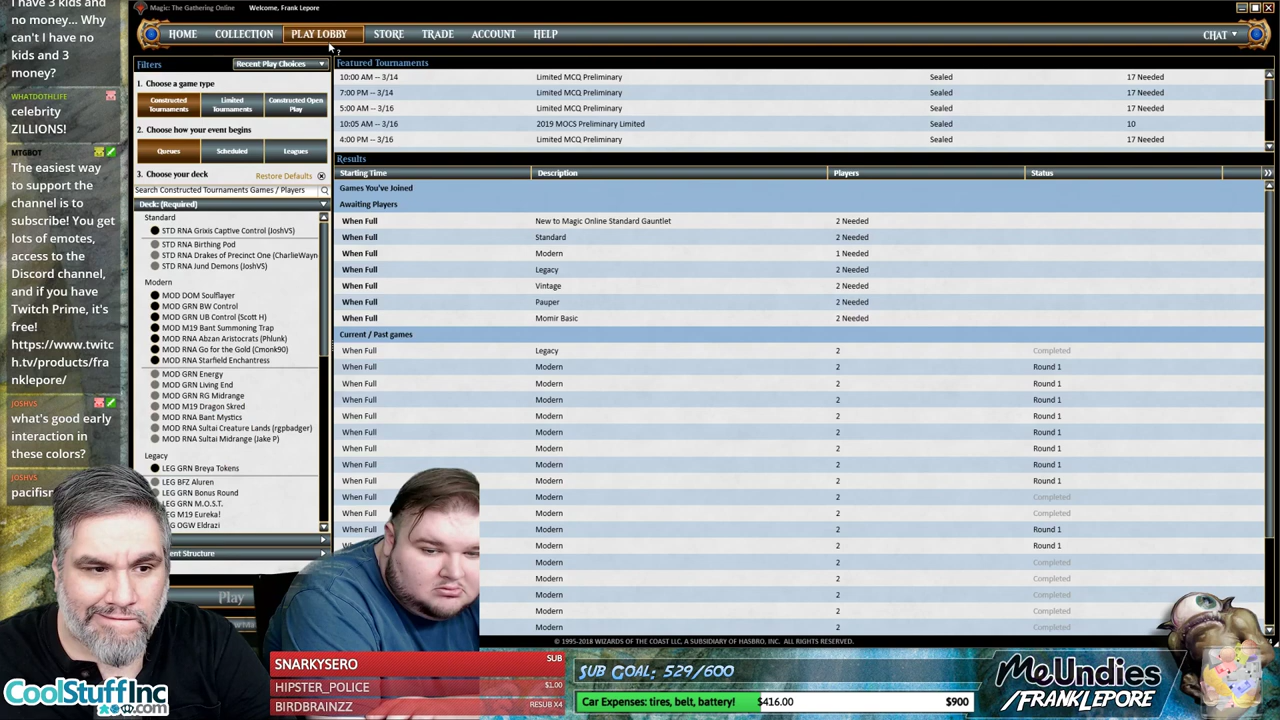 I have 3 kids and
no money... Why
can't I have no
kids and 3
money?
WHATDOTHLIFE
celebrity
ZILLIONS!
MTGBOT
The easiest way
to support the
channel is to
subscribe! You get
lots of emotes,
access to the
Discord channel,
and if you have
Twitch Prime, it's
free!
https://www.twitc
h.tv/products/fra
nklepore/
JOSHVS
what's good early
interaction in
these colors?
JOSHVS
Magic: The Gathering Online Welcome, Frank Lepore
HOME COLLECTION PLAY LOBBY STORE TRADE ACCOUNT HELP CHAT
Filters Recent Play Choices
1. Choose a game type
Constructed Tournaments Limited Tournaments Constructed Open Play
2. Choose how your event begins
Queues Scheduled Leagues
3. Choose your deck Restore Defaults
Search Constructed Tournaments Games / Players
Deck: (Required)
Standard
STD RNA Grixis Captive Control (JoshVS)
STD RNA Birthing Pod
STD RNA Drakes of Precinct One (CharlieWayn
STD RNA Jund Demons (JoshVS)
Modern
MOD DOM Soulflayer
MOD GRN BW Control
MOD GRN UB Control (Scott H)
MOD M19 Bant Summoning Trap
MOD RNA Abzan Aristocrats (Phlunk)
MOD RNA Go for the Gold (Cmonk90)
MOD RNA Starfield Enchantress
MOD GRN Energy
MOD GRN Living End
MOD GRN RG Midrange
MOD M19 Dragon Skred
MOD RNA Bant Mystics
MOD RNA Sultai Creature Lands (rgpbadger)
MOD RNA Sultai Midrange (Jake P)
Legacy
LEG GRN Breya Tokens
LEG BFZ Aluren
LEG GRN Bonus Round
LEG GRN M.O.S.T.
LEG M19 Eureka!
LEG OGW Eldrazi
Structure
Play
Featured Tournaments
10:00 AM -- 3/14 Limited MCQ Preliminary Sealed 17 Needed
7:00 PM -- 3/14 Limited MCQ Preliminary Sealed 17 Needed
5:00 AM -- 3/16 Limited MCQ Preliminary Sealed 17 Needed
10:05 AM -- 3/16 2019 MOCS Preliminary Limited Sealed 10
4:00 PM -- 3/16 Limited MCQ Preliminary Sealed 17 Needed
Results
Starting Time Description Players Status
Games You've Joined
Awaiting Players
When Full New to Magic Online Standard Gauntlet 2 Needed
When Full Standard 2 Needed
When Full Modern 1 Needed
When Full Legacy 2 Needed
When Full Vintage 2 Needed
When Full Pauper 2 Needed
When Full Momir Basic 2 Needed
Current / Past games
When Full Legacy 2 Completed
When Full Modern 2 Round 1
When Full Modern 2 Round 1
When Full Modern 2 Round 1
When Full Modern 2 Round 1
When Full Modern 2 Round 1
When Full Modern 2 Round 1
When Full Modern 2 Round 1
When Full Modern 2 Round 1
When Full Modern 2 Completed
When Full Modern 2 Completed
When Full Modern 2 Round 1
Modern 2 Round 1
Modern 2 Completed
Modern 2 Completed
Modern 2 Completed
Modern 2 Completed
Modern 2 Completed
© 1995-2018 WIZARDS OF THE COAST LLC, A SUBSIDIARY OF HASBRO, INC. ALL RIGHTS RESERVED.
SNARKYSERO SUB
HIPSTER_POLICE $1.00
BIRDBRAINZZ RESUB X4
SUB GOAL: 529/600
Car Expenses: tires, belt, battery! $416.00 $900
CoolStuffInc
.com
MeUndies
/FRANKLEPORE